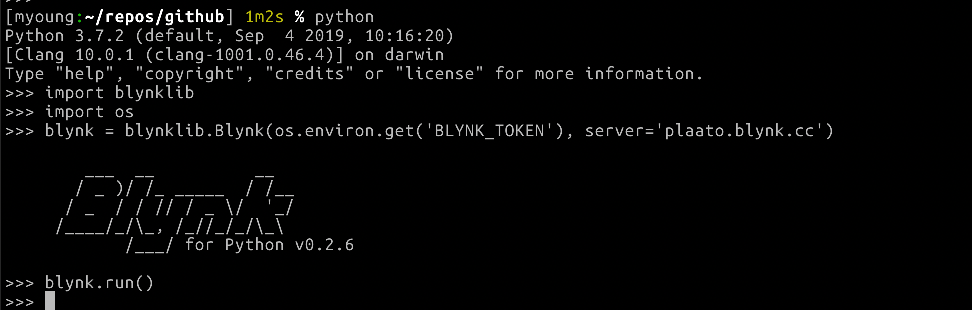 >>>
[myoung:~/repos/github] 1m2s % python
Python 3.7.2 (default, Sep  4 2019, 10:16:20)
[Clang 10.0.1 (clang-1001.0.46.4)] on darwin
Type "help", "copyright", "credits" or "license" for more information.
>>> import blynklib
>>> import os
>>> blynk = blynklib.Blynk(os.environ.get('BLYNK_TOKEN'), server='plaato.blynk.cc')
        ___  __          __
       / _ )/ /_ _____  / /__
      / _  / / // / _ \/  '_/
     /____/_/\_, /_//_/_/\_\
            /___/ for Python v0.2.6
>>> blynk.run()
>>>